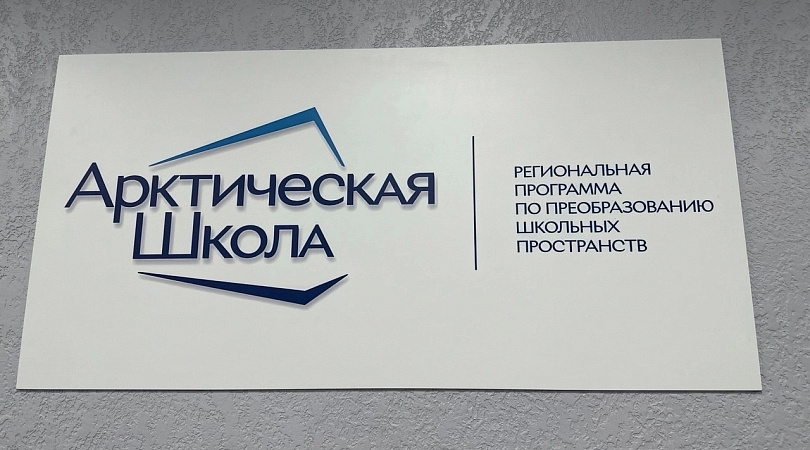 Арктическая
Школа
РЕГИОНАЛЬНАЯ
ПРОГРАММА
ПО ПРЕОБРАЗОВАНИЮ
ШКОЛЬНЫХ
ПРОСТРАНСТВ